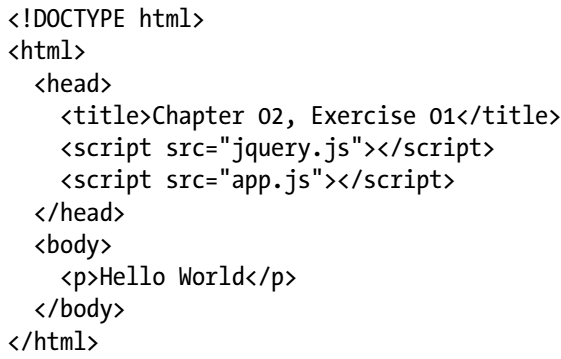 <!DOCTYPE html>
<html>
  <head>
    <title>Chapter 02, Exercise 01</title>
    <script src="jquery.js"></script>
    <script src="app.js"></script>
  </head>
  <body>
    <p>Hello World</p>
  </body>
</html>